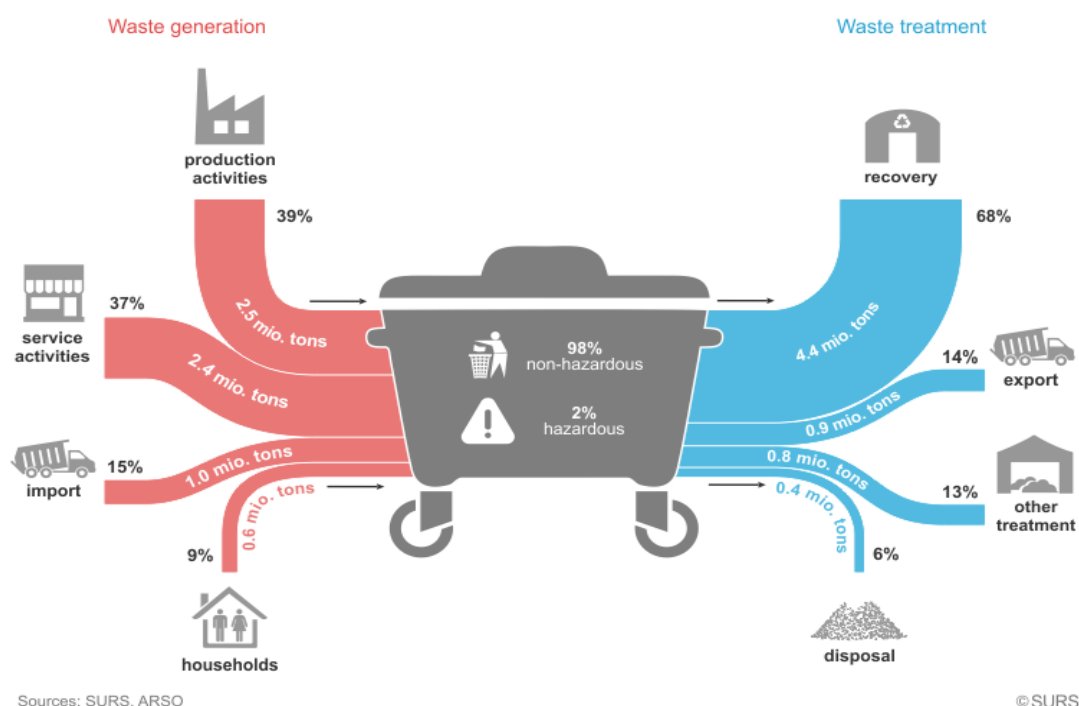 Waste generation
Waste treatment
production
activities
39%
2.5 mio. tons
service
activities
37%
2.4 mio. tons
import
15%
1.0 mio. tons
households
9%
0.6 mio. tons
98%
non-hazardous
2%
hazardous
recovery
68%
4.4 mio. tons
export
14%
0.9 mio. tons
other
treatment
13%
0.8 mio. tons
disposal
6%
0.4 mio. tons
Sources: SURS, ARSO
© SURS